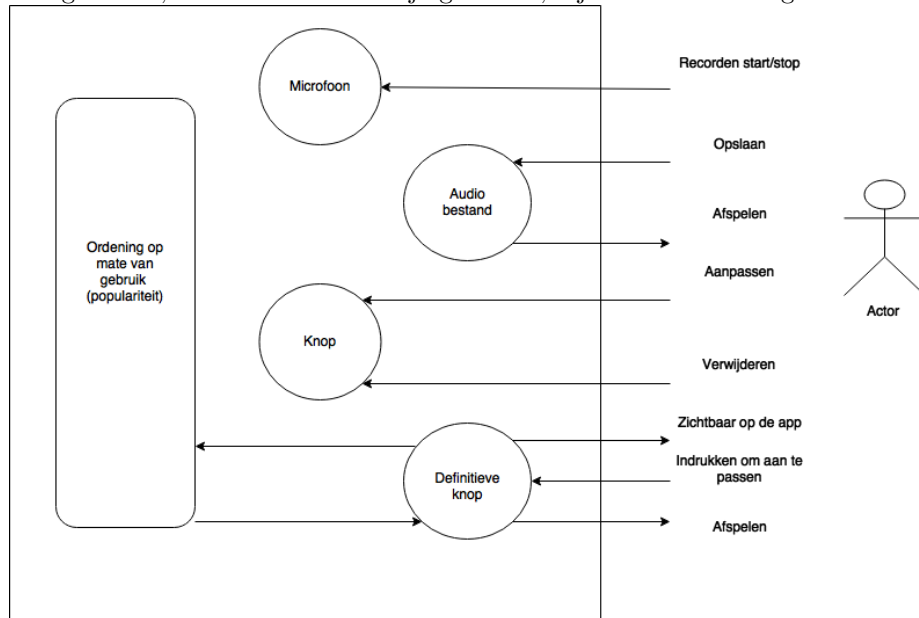 Microfoon
Recorden start/stop
Opslaan
Audio
bestand
Afspelen
Ordening op
mate van
gebruik
(populariteit)
Aanpassen
Actor
Knop
Verwijderen
Zichtbaar op de app
Indrukken om aan te
passen
Definitieve
knop
Afspelen